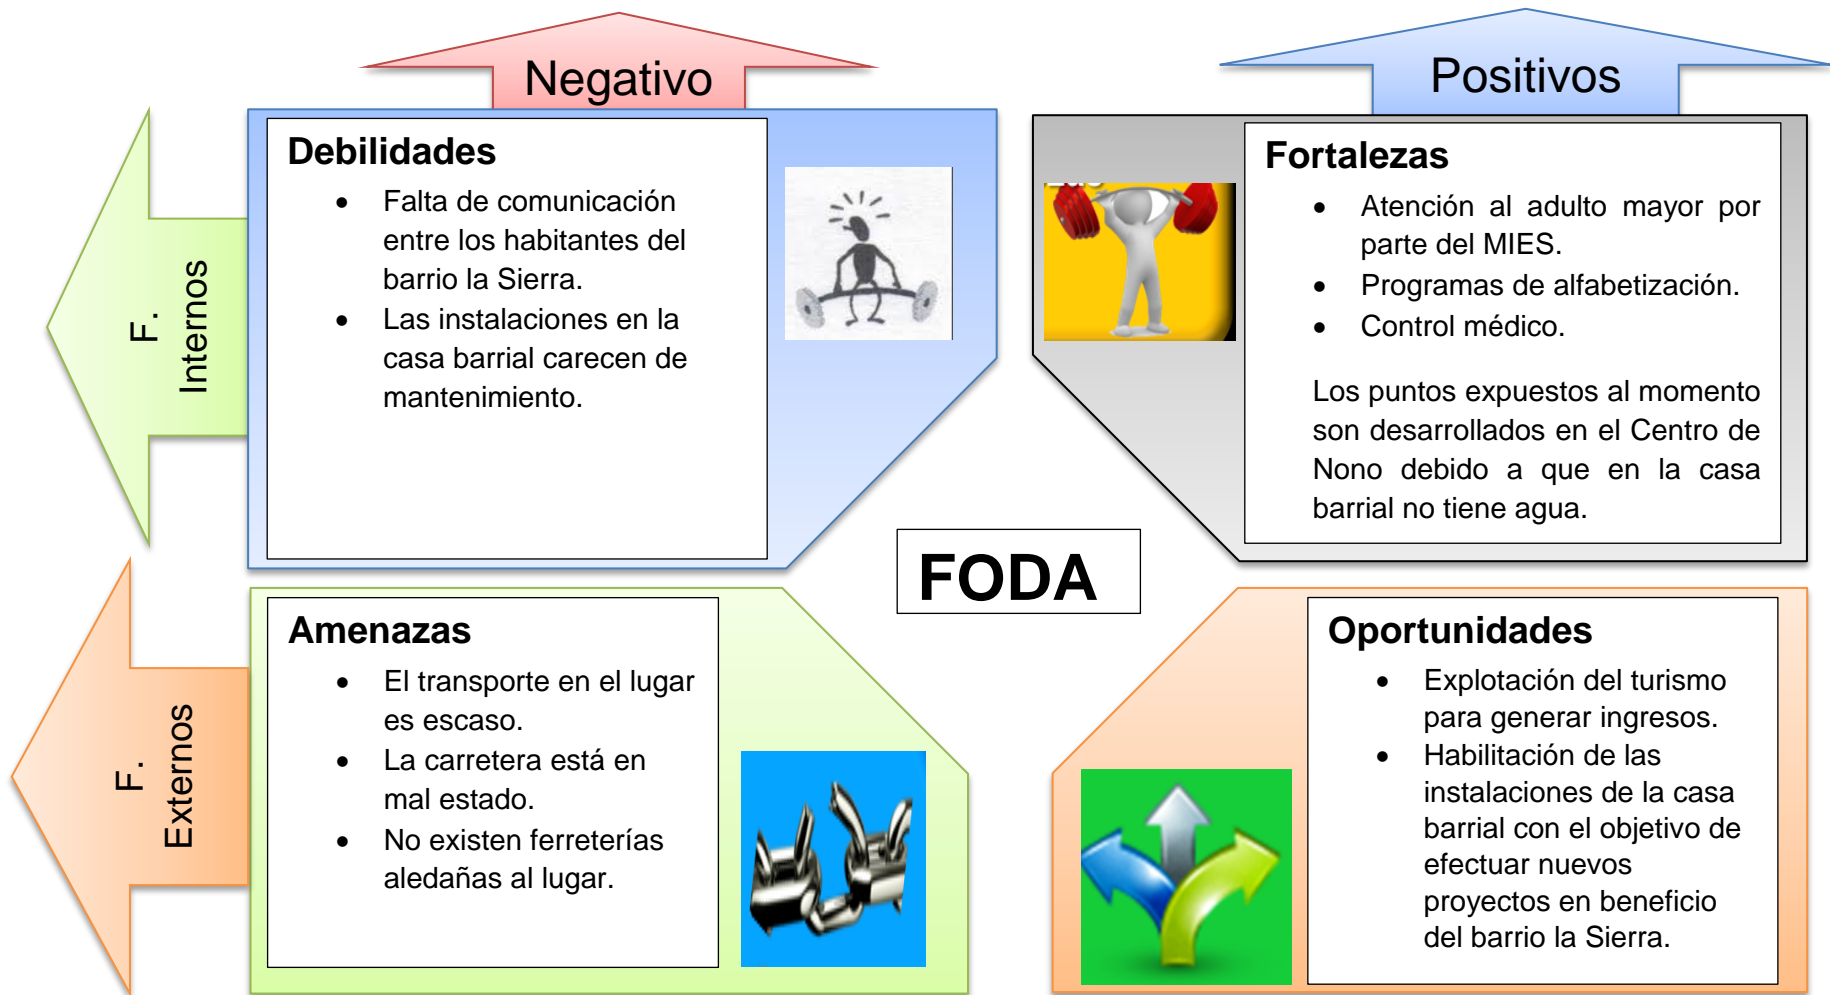 Negativo
Positivos
F.
Internos
Debilidades
• Falta de comunicación
entre los habitantes del
barrio la Sierra.
• Las instalaciones en la
casa barrial carecen de
mantenimiento.
Fortalezas
• Atención al adulto mayor por
parte del MIES.
• Programas de alfabetización.
• Control médico.
Los puntos expuestos al momento
son desarrollados en el Centro de
Nono debido a que en la casa
barrial no tiene agua.
FODA
F.
Externos
Amenazas
• El transporte en el lugar
es escaso.
• La carretera está en
mal estado.
• No existen ferreterías
aledañas al lugar.
Oportunidades
• Explotación del turismo
para generar ingresos.
• Habilitación de las
instalaciones de la casa
barrial con el objetivo de
efectuar nuevos
proyectos en beneficio
del barrio la Sierra.